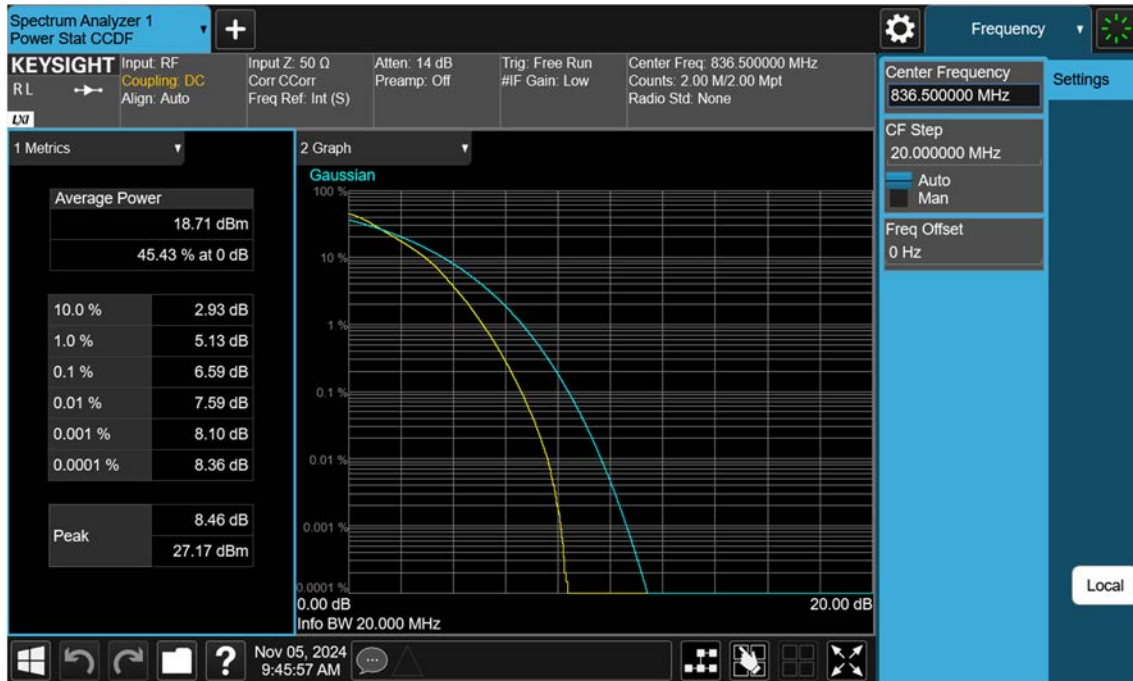 Spectrum Analyzer 1
Power Stat CCDF
Frequency
KEYSIGHT
RL
LXI
Input: RF
Coupling: DC
Align: Auto
Input Z: 50 Ω
Corr CCorr
Freq Ref: Int (S)
Atten: 14 dB
Preamp: Off
Trig: Free Run
#IF Gain: Low
Center Freq: 836.500000 MHz
Counts: 2.00 M/2.00 Mpt
Radio Std: None
Center Frequency
836.500000 MHz
Settings
CF Step
20.000000 MHz
Auto
Man
Freq Offset
0 Hz
Local
1 Metrics
Average Power
18.71 dBm
45.43 % at 0 dB
10.0 % 2.93 dB
1.0 % 5.13 dB
0.1 % 6.59 dB
0.01 % 7.59 dB
0.001 % 8.10 dB
0.0001 % 8.36 dB
Peak
8.46 dB
27.17 dBm
2 Graph
Gaussian
100 %
10 %
1 %
0.1 %
0.01 %
0.001 %
0.0001 %
0.00 dB 20.00 dB
Info BW 20.000 MHz
?
Nov 05, 2024
9:45:57 AM